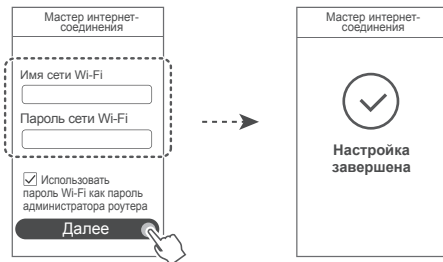 Мастер интернет-
соединения
Имя сети Wi-Fi
Пароль сети Wi-Fi
Использовать
пароль Wi-Fi как пароль
администратора роутера
Далее
Мастер интернет-
соединения
Настройка
завершена